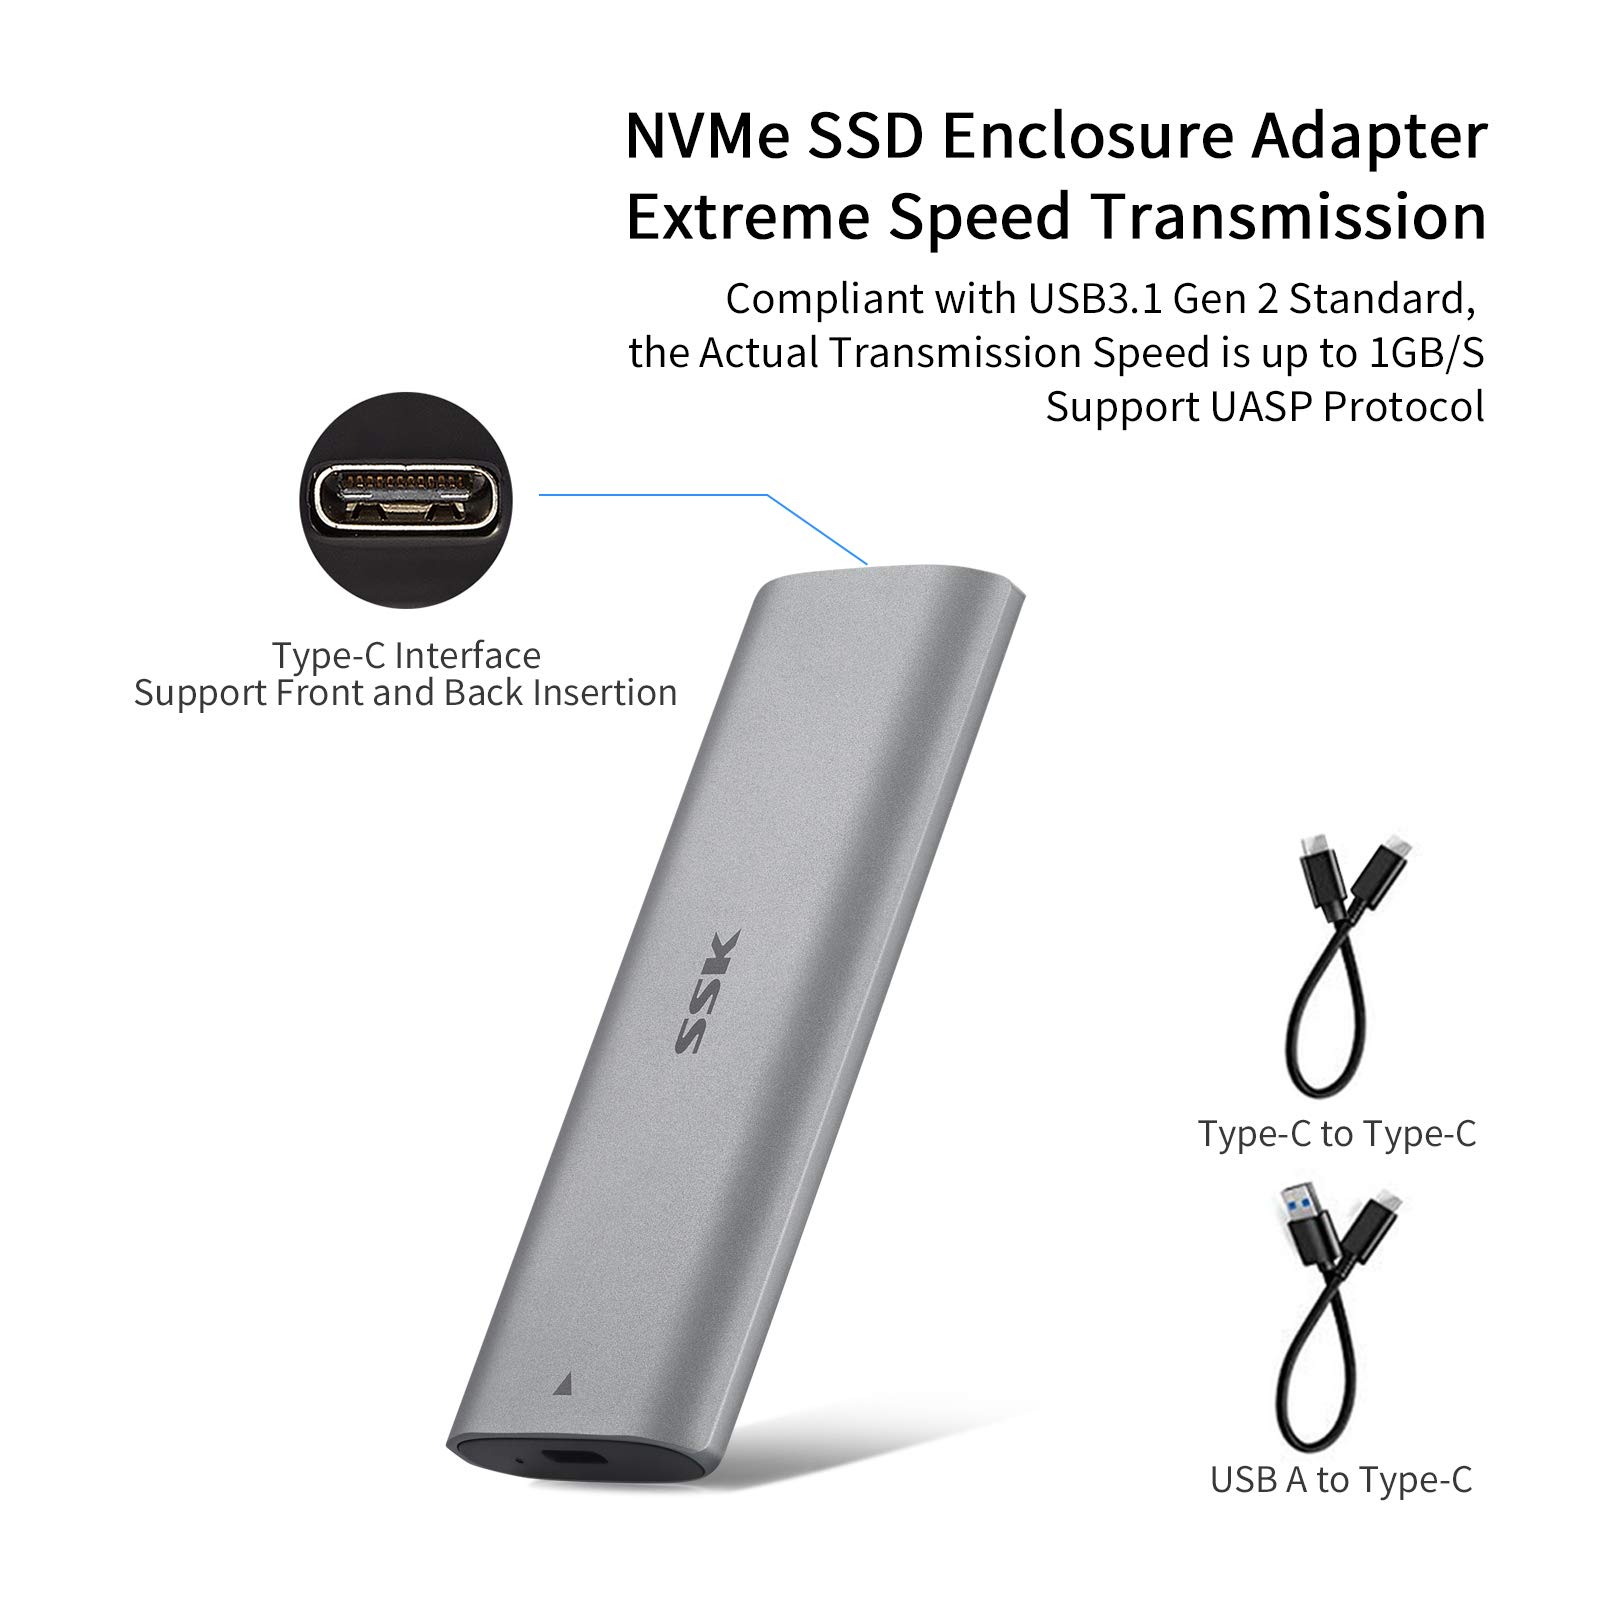 NVMe SSD Enclosure Adapter
Extreme Speed Transmission
Compliant with USB3.1 Gen 2 Standard,
the Actual Transmission Speed is up to 1GB/S
Support UASP Protocol
Type-C Interface
Support Front and Back Insertion
SSK
Type-C to Type-C
USB A to Type-C